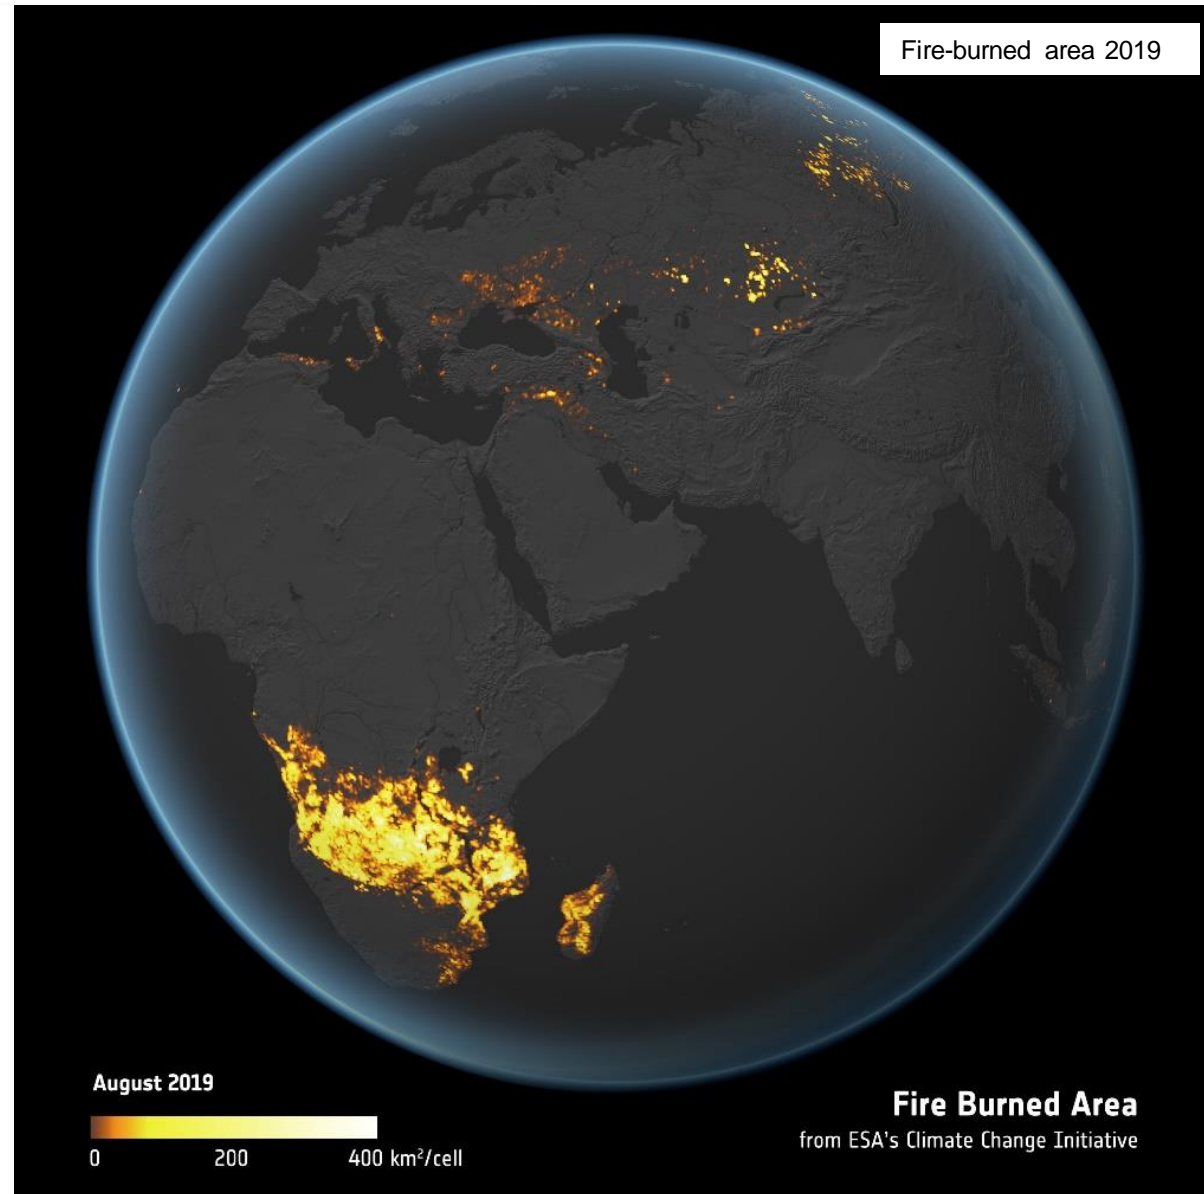 Fire-burned area 2019
August 2019
0 200 400 km²/cell
Fire Burned Area
from ESA's Climate Change Initiative